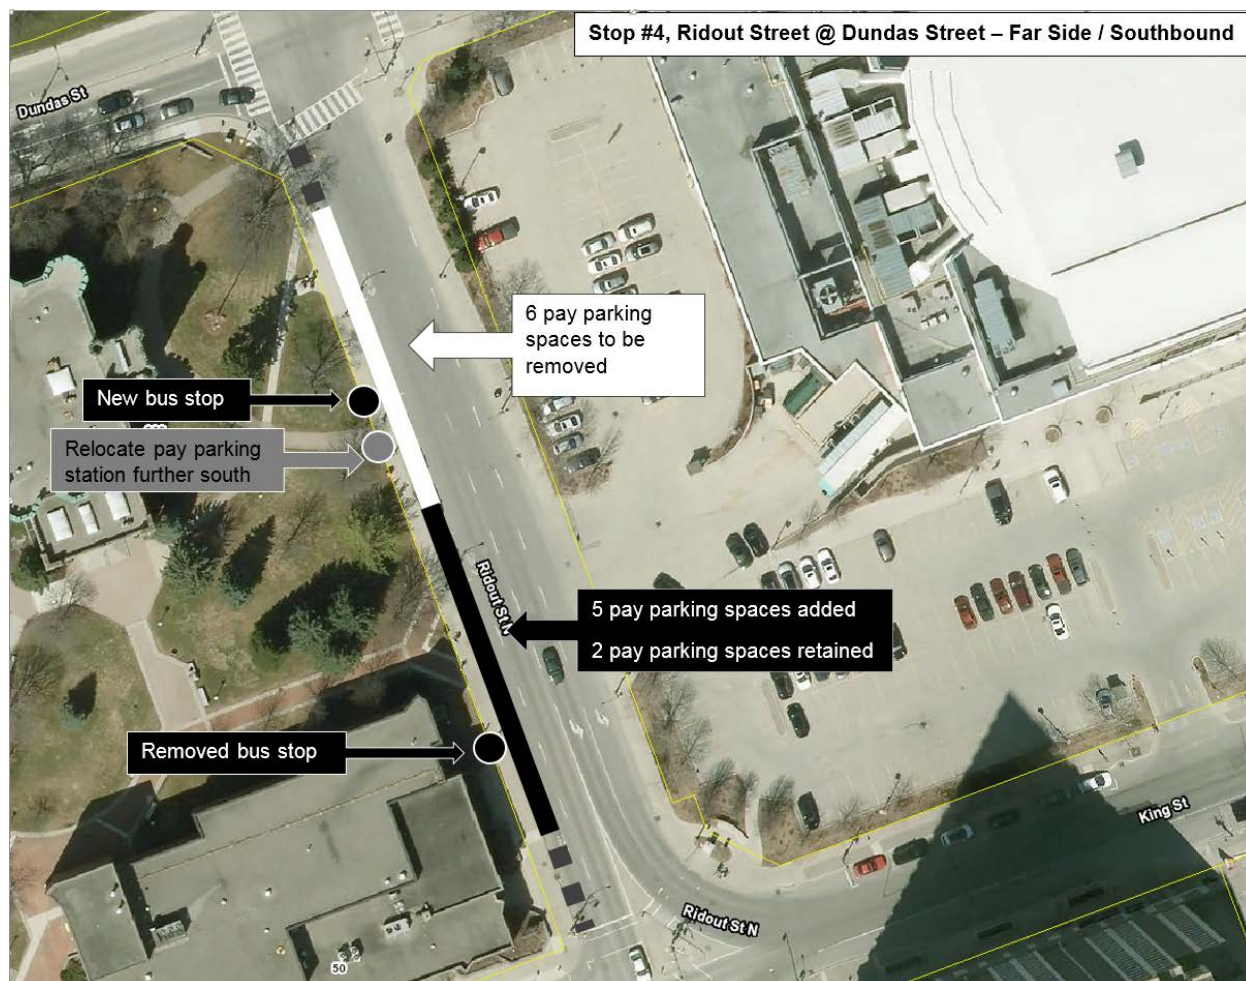 Stop #4, Ridout Street @ Dundas Street – Far Side / Southbound
Dundas St
6 pay parking
spaces to be
removed
New bus stop
Relocate pay parking
station further south
Ridout St N
5 pay parking spaces added
2 pay parking spaces retained
Removed bus stop
King St
Ridout St N
50